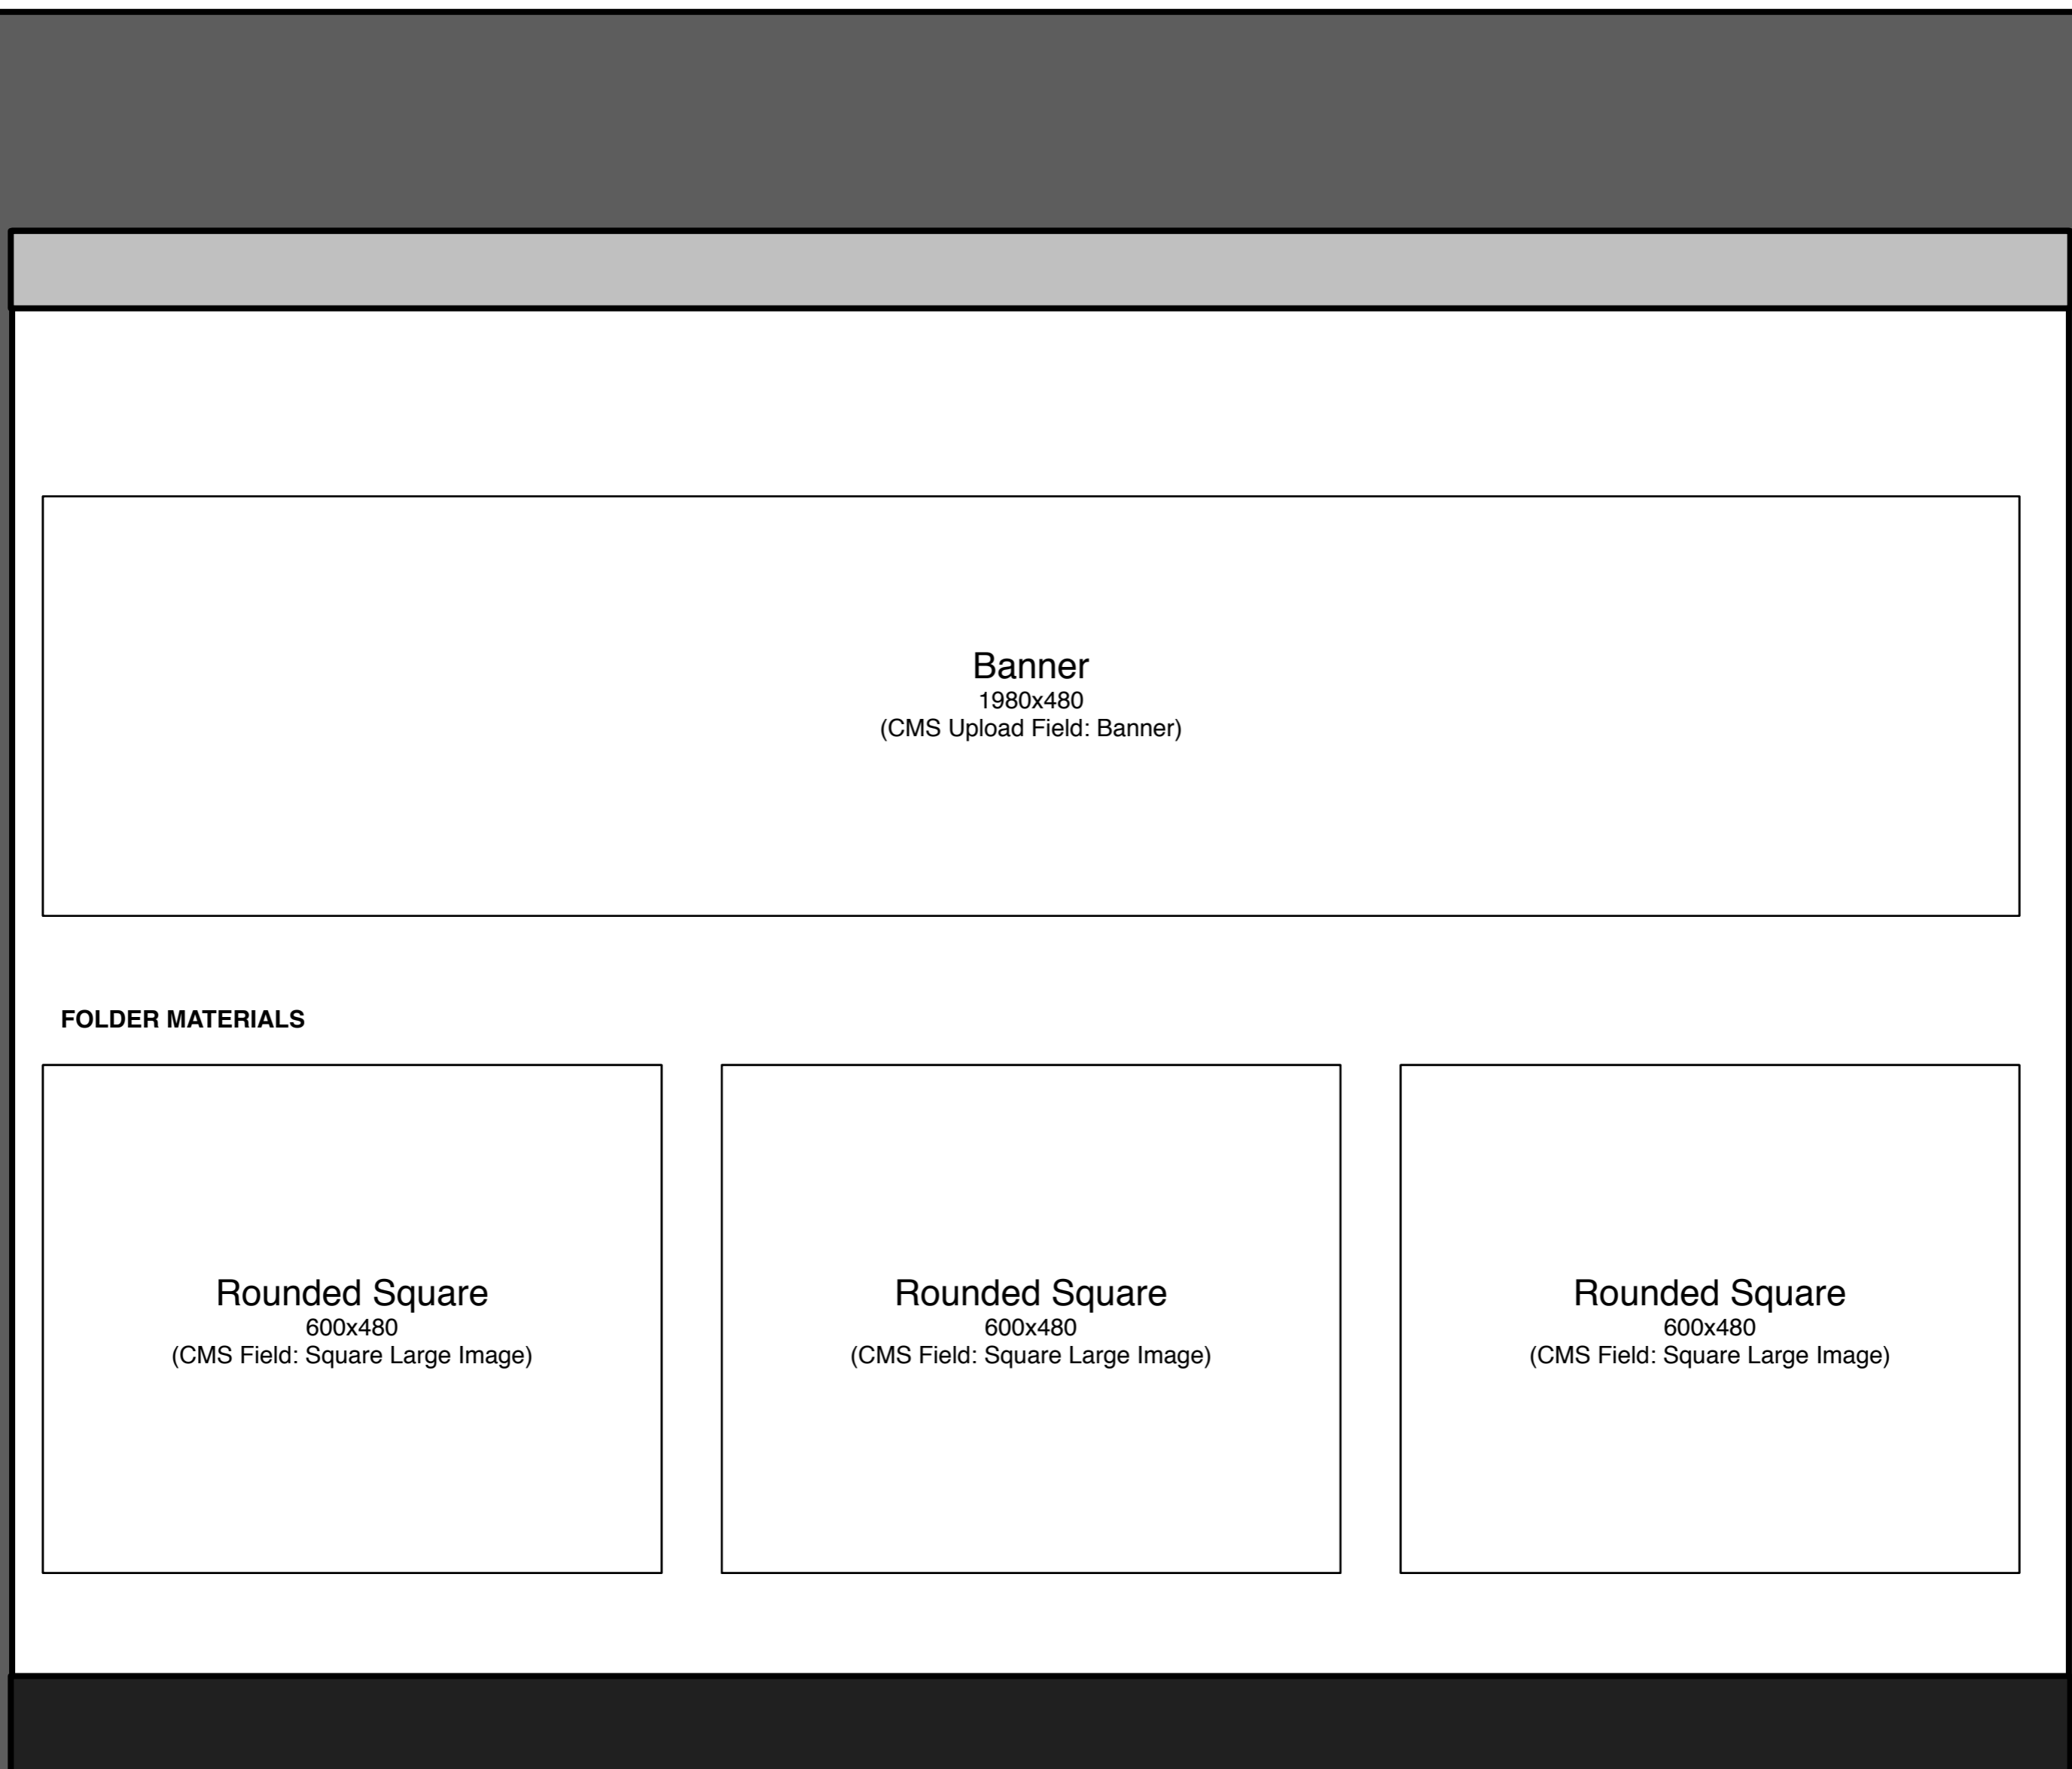 Banner
1980x480
(CMS Upload Field: Banner)
FOLDER MATERIALS
Rounded Square
600x480
(CMS Field: Square Large Image)
Rounded Square
600x480
(CMS Field: Square Large Image)
Rounded Square
600x480
(CMS Field: Square Large Image)